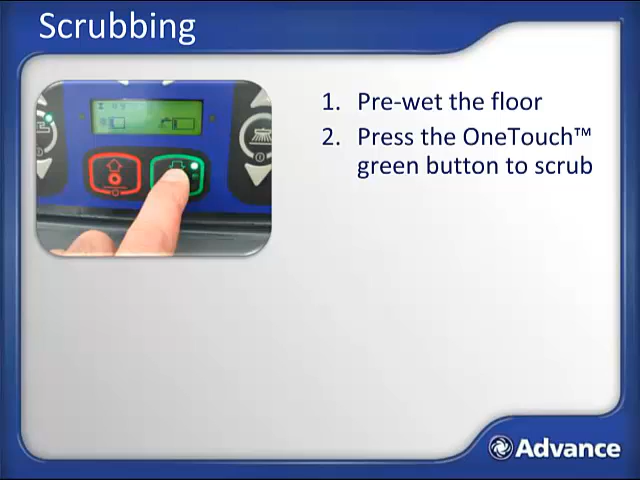 Scrubbing
1. Pre-wet the floor
2. Press the OneTouch™
green button to scrub
Advance